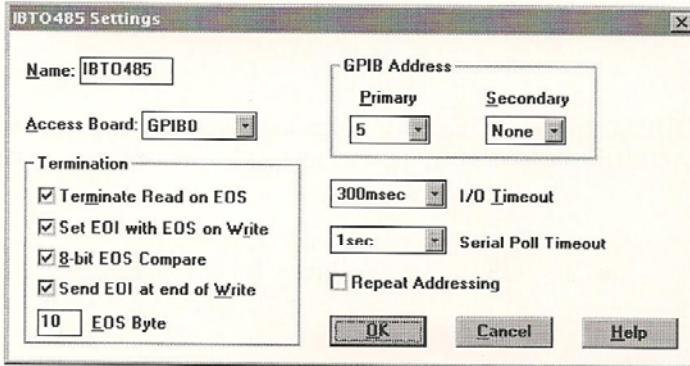 IBTO485 Settings
Name: IBTO485
Access Board: GPIB0
Termination
Terminate Read on EOS
Set EOI with EOS on Write
8-bit EOS Compare
Send EOI at end of Write
10 EOS Byte
GPIB Address
Primary Secondary
5 None
300msec I/O Timeout
1sec Serial Poll Timeout
Repeat Addressing
OK Cancel Help